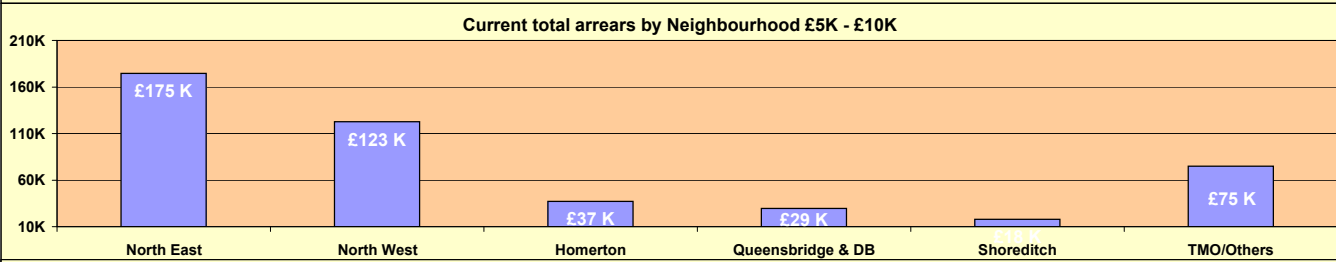 Current total arrears by Neighbourhood £5K - £10K
210K
160K
110K
60K
10K
£175 K
£123 K
£37 K
£29 K
£75 K
North East
North West
Homerton
Queensbridge & DB
Shoreditch
TMO/Others